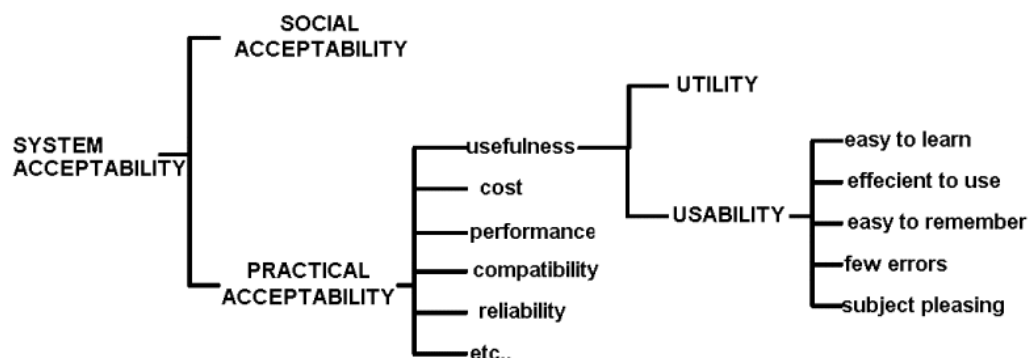 SOCIAL
ACCEPTABILITY
UTILITY
SYSTEM
ACCEPTABILITY
usefulness
easy to learn
cost
effecient to use
USABILITY
performance
easy to remember
PRACTICAL
ACCEPTABILITY
compatibility
few errors
reliability
subject pleasing
etc..